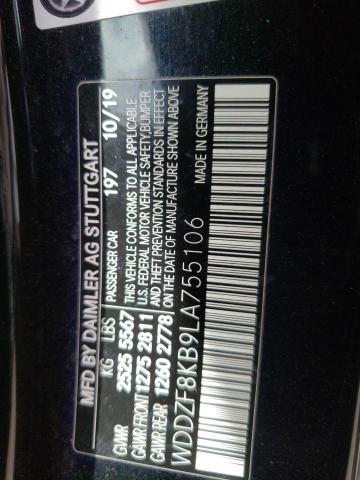 MFD BY DAIMLER AG STUTTGART
KG LBS PASSENGER CAR 197 10/19
GVWR 2525 5567 THIS VEHICLE CONFORMS TO ALL APPLICABLE
GAWR FRONT 1275 2811 U.S. FEDERAL MOTOR VEHICLE SAFETY, BUMPER
GAWR REAR 1260 2778 AND THEFT PREVENTION STANDARDS IN EFFECT
ON THE DATE OF MANUFACTURE SHOWN ABOVE
WDDZF8KB9LA755106 MADE IN GERMANY